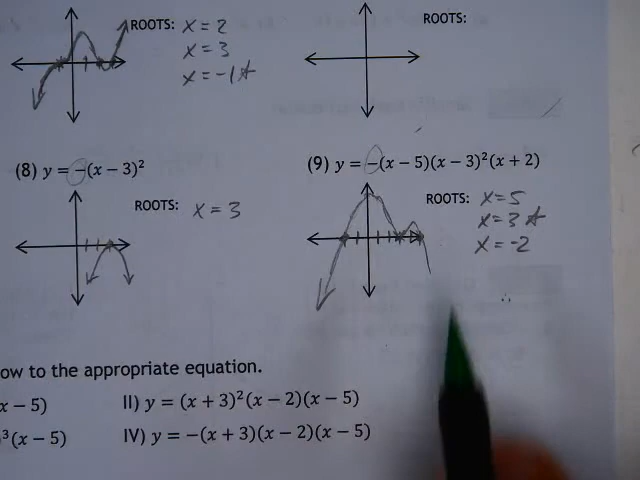 ROOTS: x = 2
x = 3
x = -1 ☆
ROOTS:
(8) y = -(x - 3)²
ROOTS: x = 3
(9) y = -(x - 5)(x - 3)²(x + 2)
ROOTS: x = 5
x = 3 ☆
x = -2
ow to the appropriate equation.
x - 5) II) y = (x + 3)²(x - 2)(x - 5)
³(x - 5) IV) y = -(x + 3)(x - 2)(x - 5)